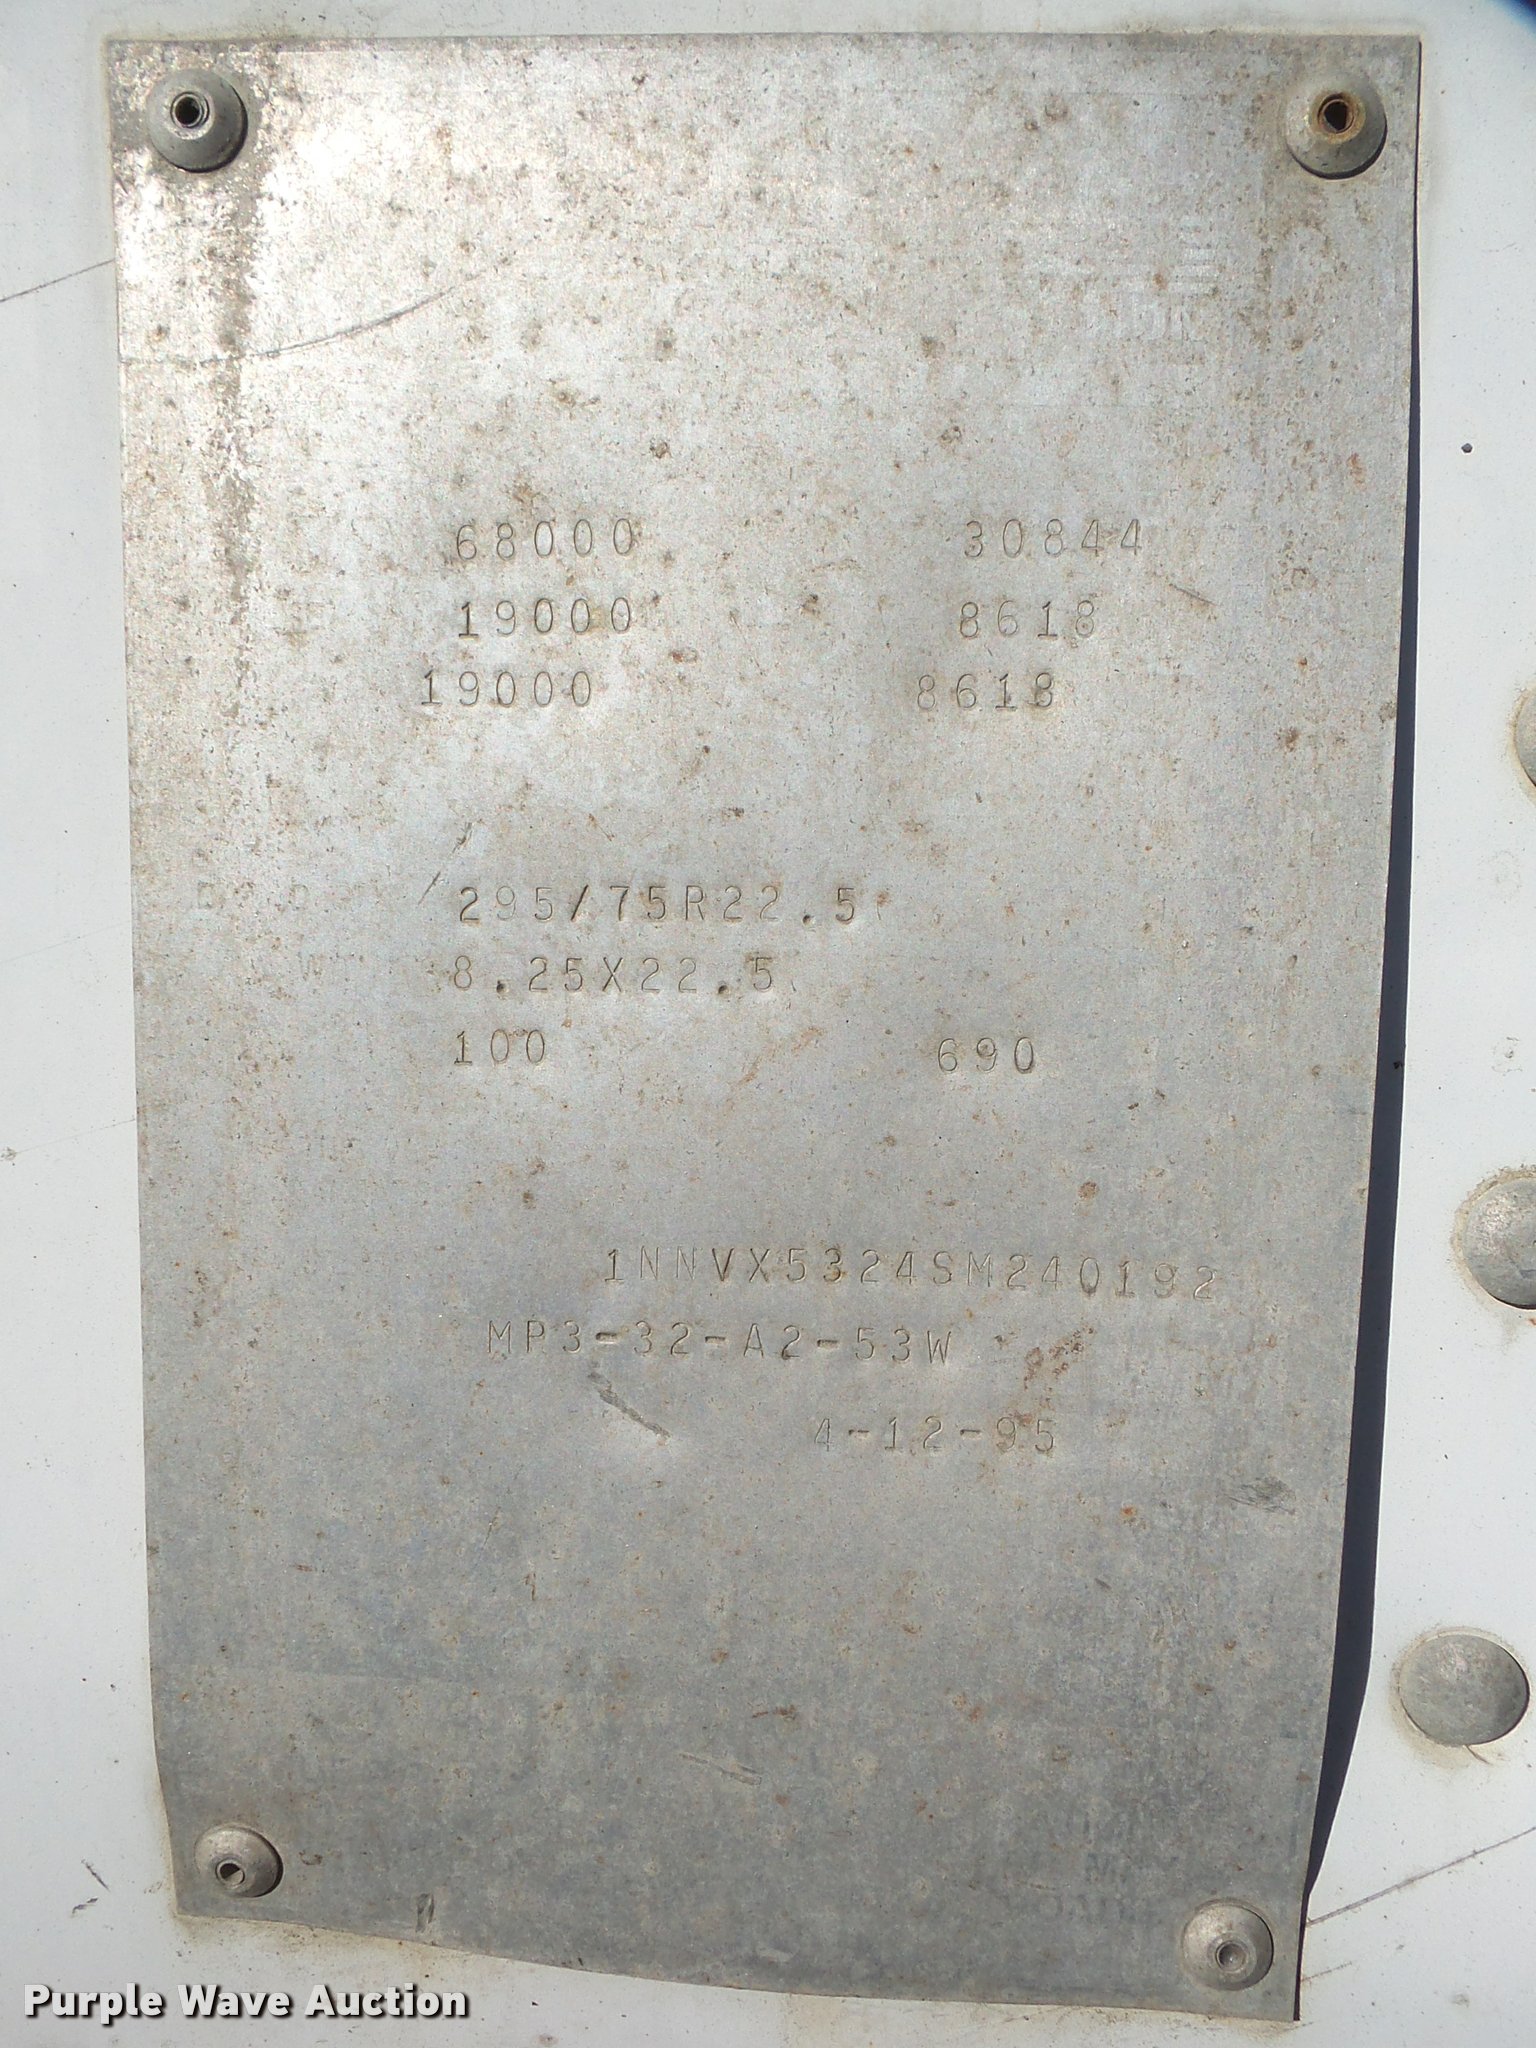 68000 30844
19000 8618
19000 8618
295/75R22.5
8.25X22.5
100 690
1NNVX5324SM240192
MP3-32-A2-53W
4-12-95
Purple Wave Auction